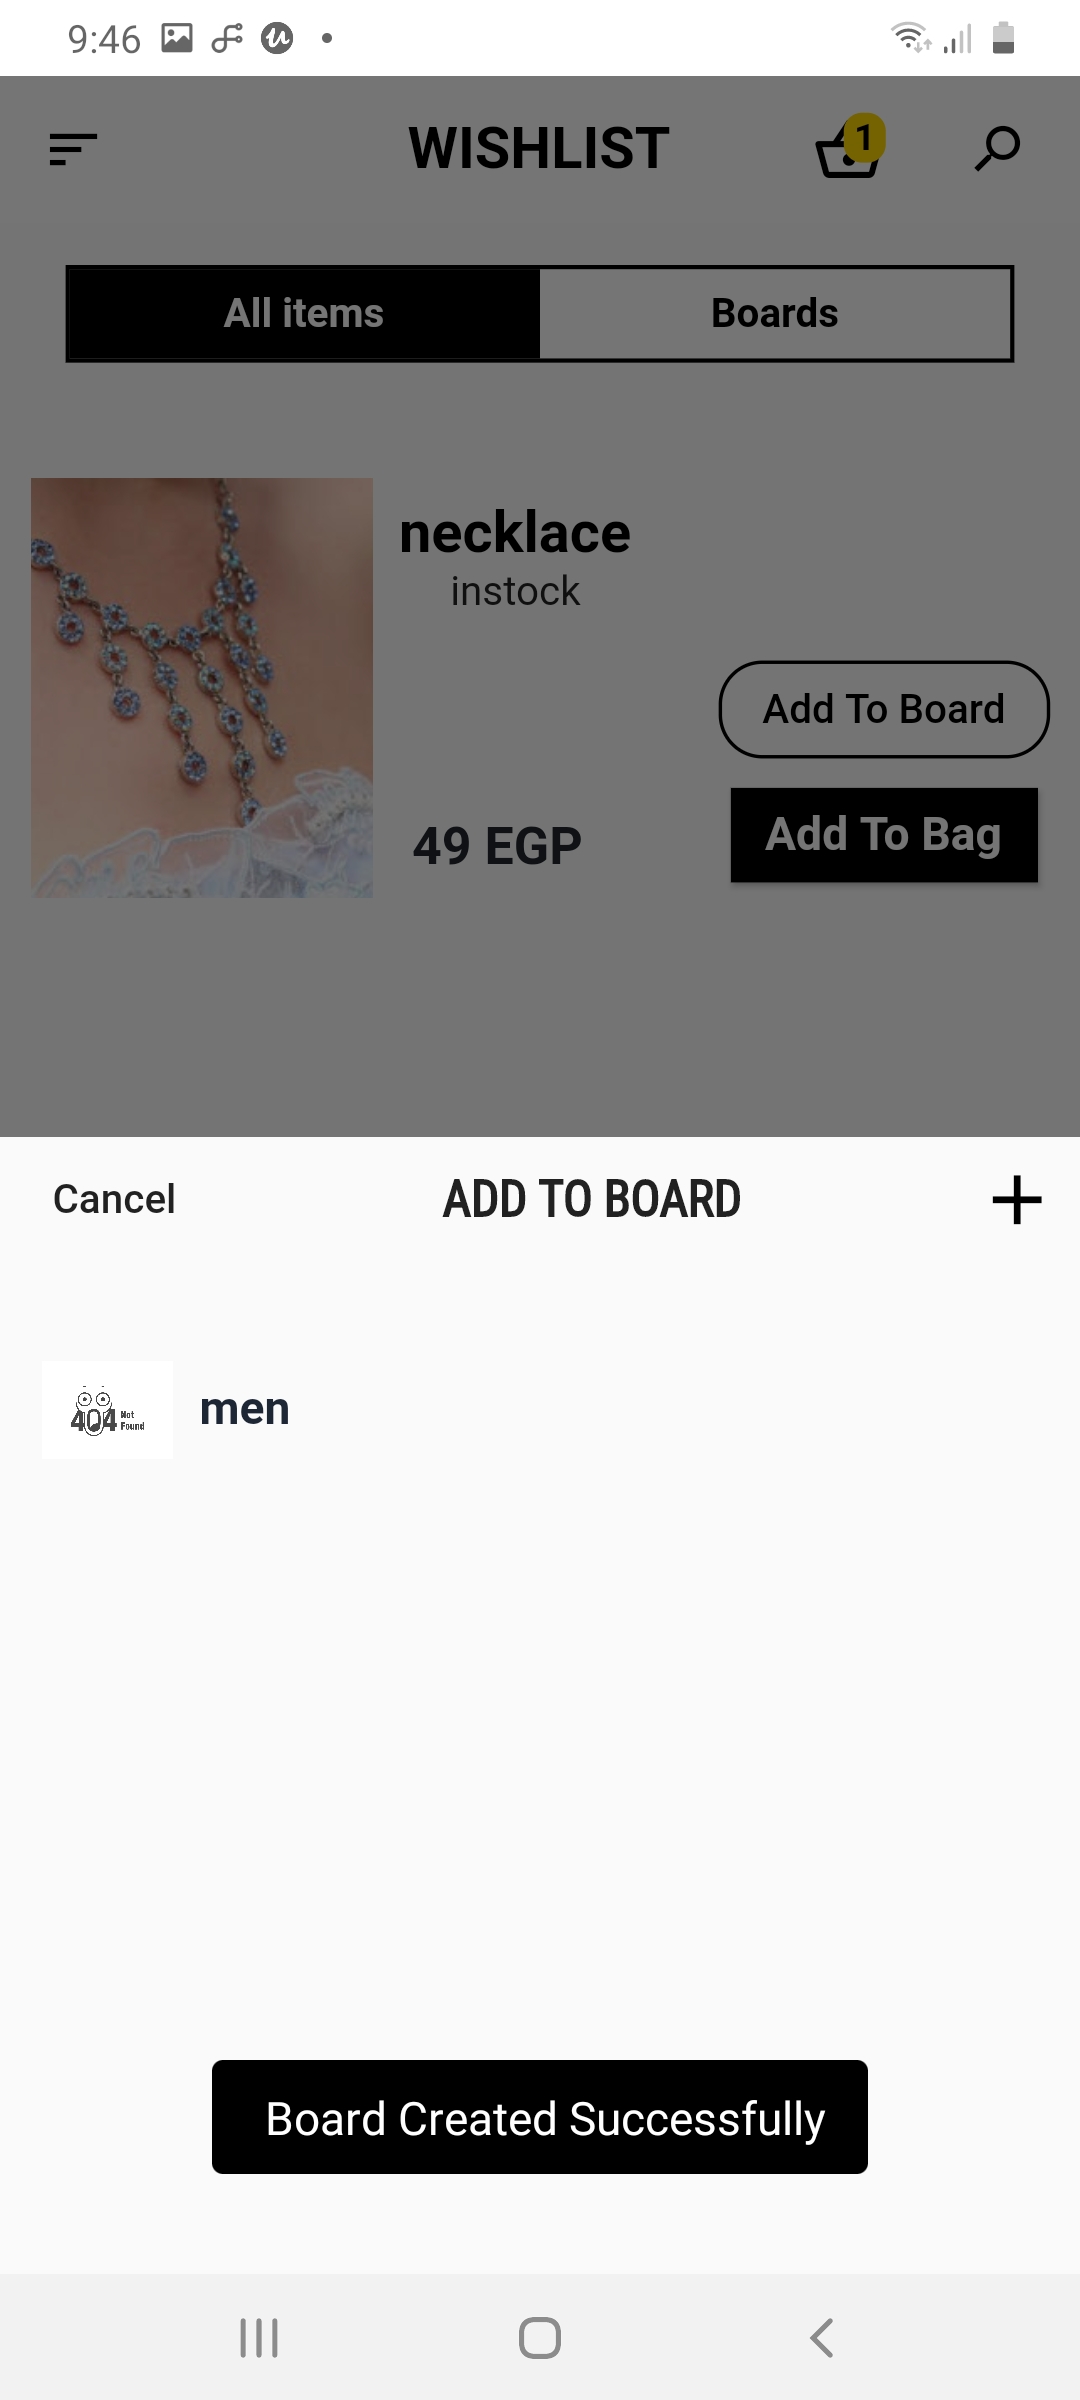 9:46
WISHLIST
1
All items
Boards
necklace
instock
Add To Board
49 EGP
Add To Bag
Cancel
ADD TO BOARD
404 Not Found
men
Board Created Successfully